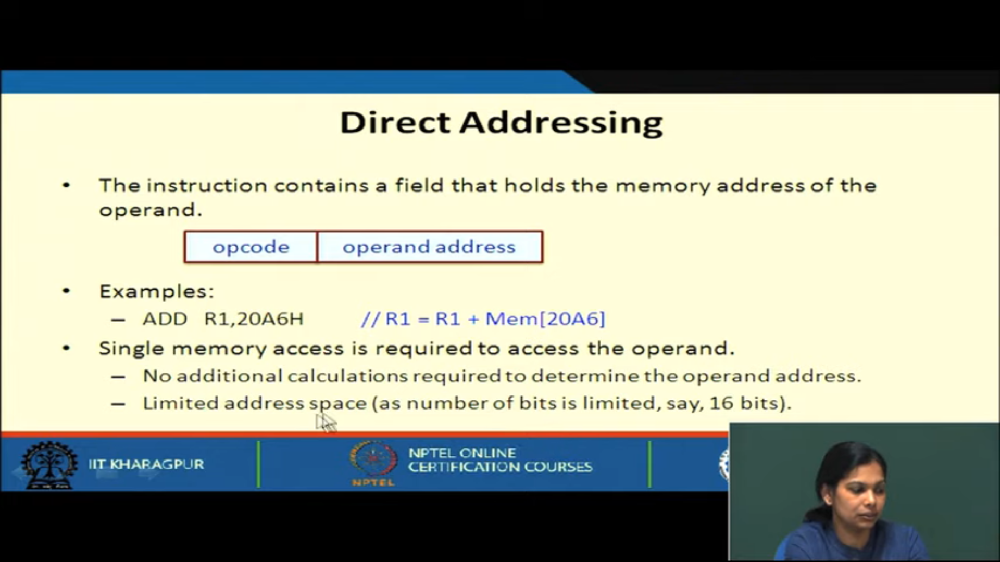 Direct Addressing
• The instruction contains a field that holds the memory address of the
operand.
opcode operand address
• Examples:
– ADD R1,20A6H // R1 = R1 + Mem[20A6]
• Single memory access is required to access the operand.
– No additional calculations required to determine the operand address.
– Limited address space (as number of bits is limited, say, 16 bits).
IIT KHARAGPUR
NPTEL ONLINE
CERTIFICATION COURSES
NPTEL